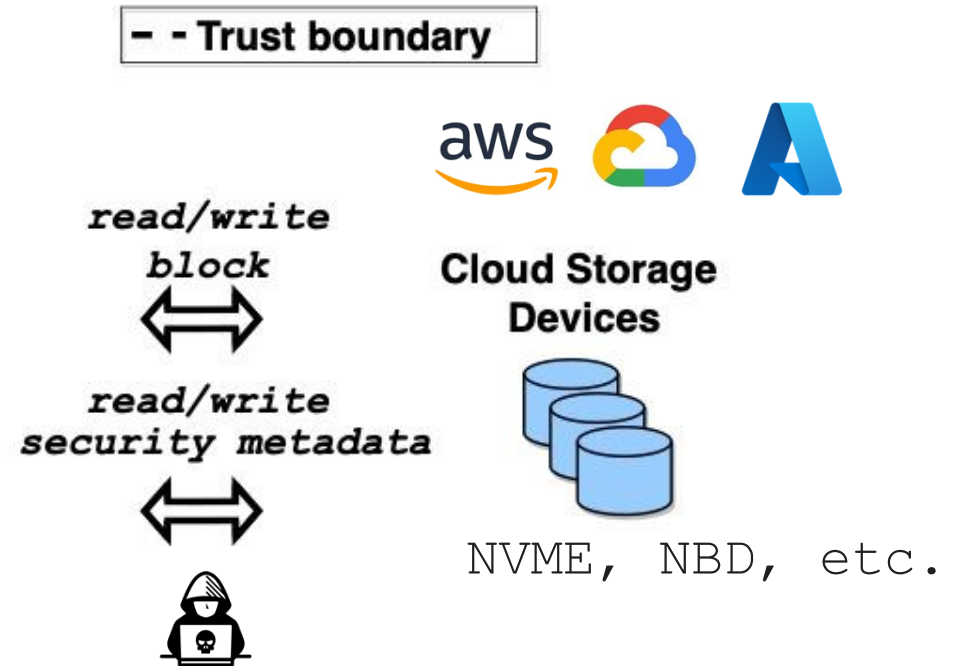 - - Trust boundary
aws
read/write
block
Cloud Storage
Devices
read/write
security metadata
NVME, NBD, etc.